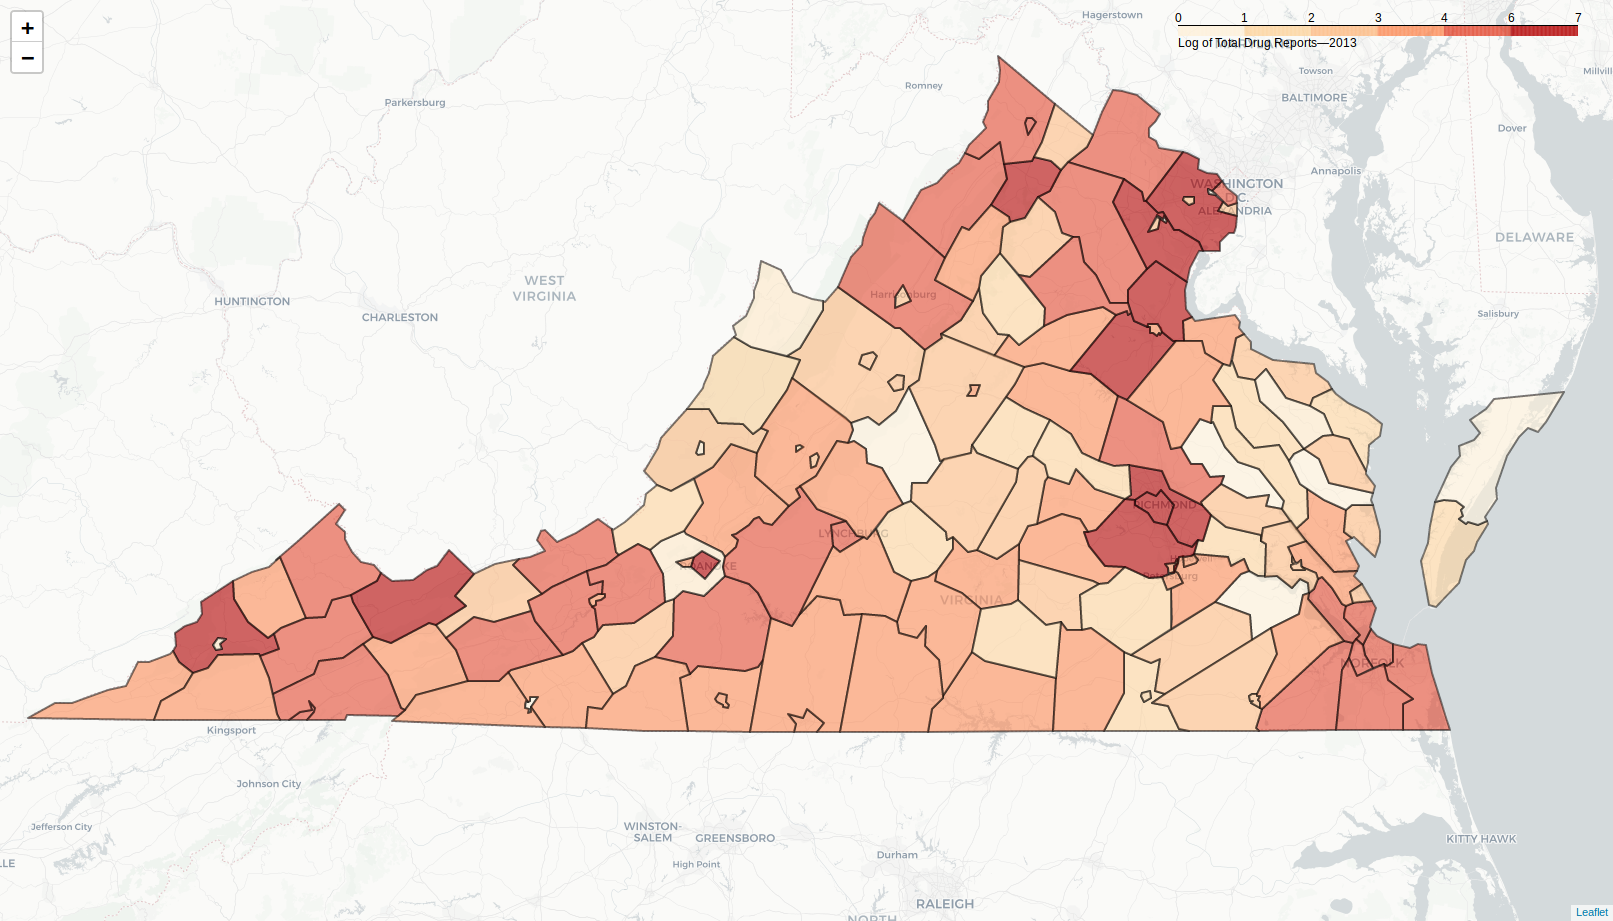 +
−
Hagerstown
0 1 2 3 4 6 7
Log of Total Drug Reports—2013
Towson
Millvill
Romney
BALTIMORE
Parkersburg
Dover
Annapolis
WASHINGTON
D.C.
ALEXANDRIA
DELAWARE
WEST
VIRGINIA
Harrisonburg
HUNTINGTON
CHARLESTON
Salisbury
RICHMOND
LYNCHBURG
ROANOKE
Petersburg
VIRGINIA
NORFOLK
Kingsport
Johnson City
Jefferson City
WINSTON-
SALEM
GREENSBORO
KITTY HAWK
High Point
Durham
LLE
RALEIGH
NORTH
Leaflet